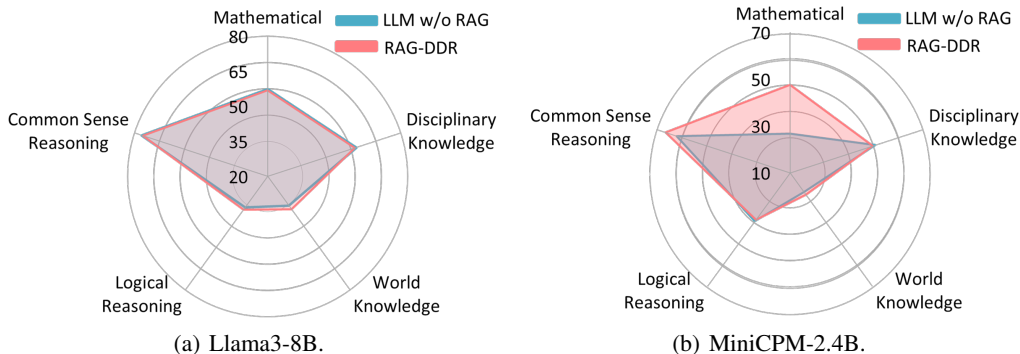 Mathematical
LLM w/o RAG
RAG-DDR
80
65
50
35
20
Common Sense
Reasoning
Disciplinary
Knowledge
Logical
Reasoning
World
Knowledge
(a) Llama3-8B.
Mathematical
LLM w/o RAG
RAG-DDR
70
50
30
10
Common Sense
Reasoning
Disciplinary
Knowledge
Logical
Reasoning
World
Knowledge
(b) MiniCPM-2.4B.